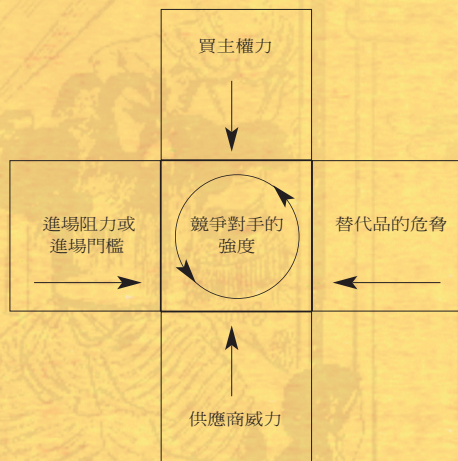 買主權力
進場阻力或
進場門檻
競爭對手的
強度
替代品的危脅
供應商威力